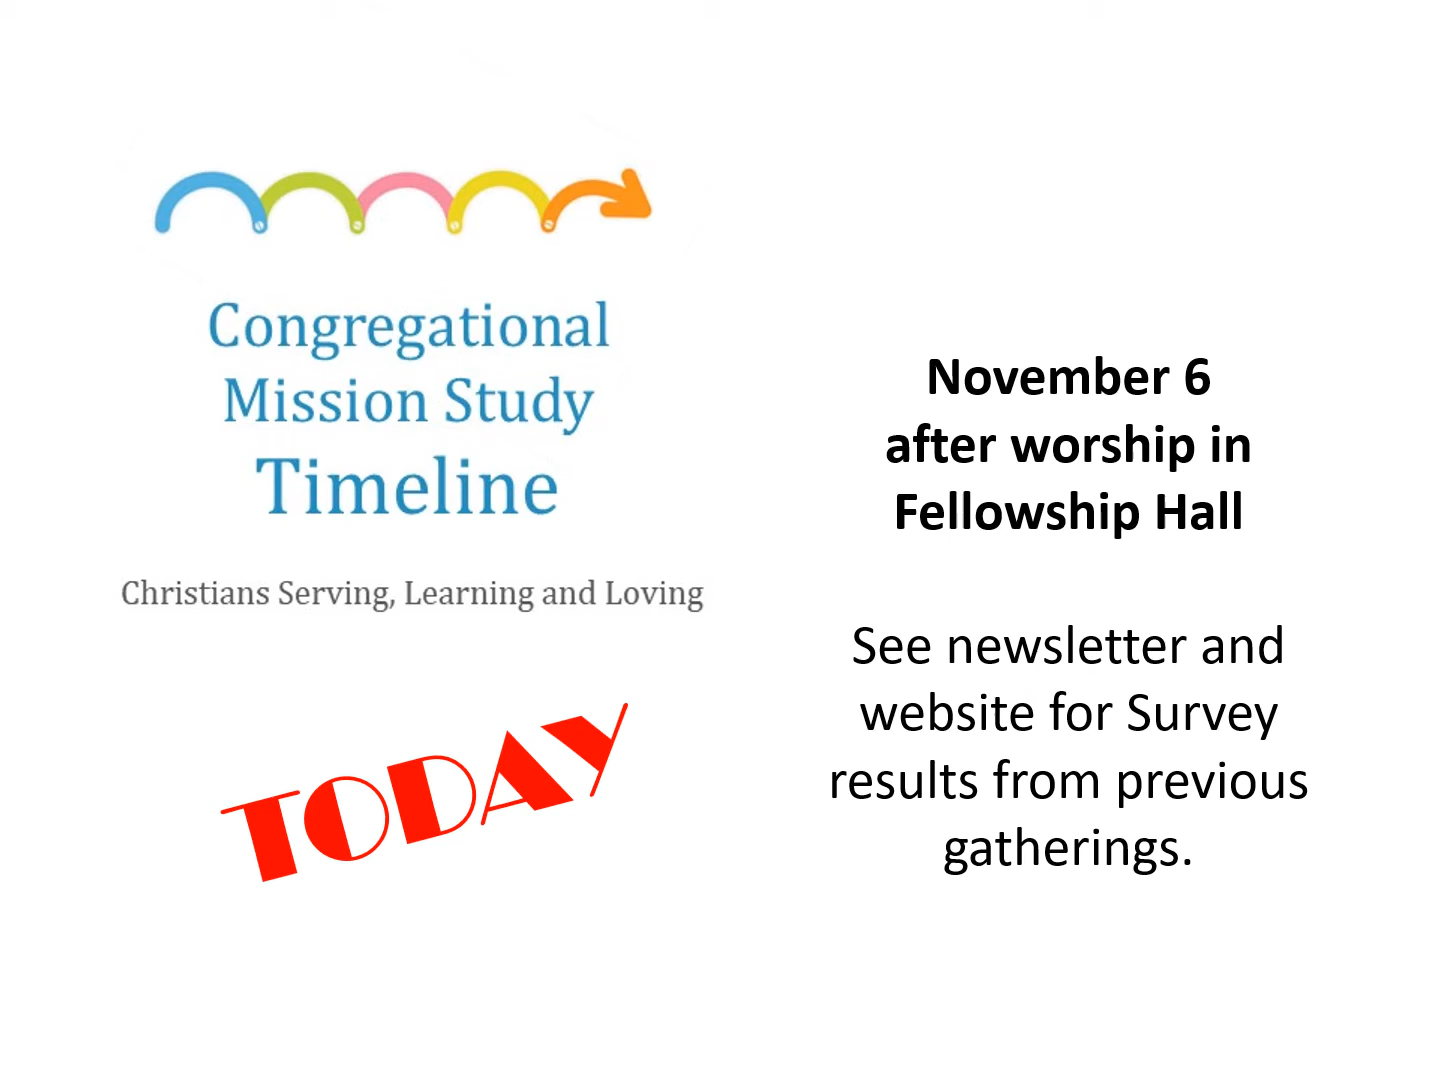 Congregational
Mission Study
Timeline
Christians Serving, Learning and Loving
TODAY
November 6
after worship in
Fellowship Hall
See newsletter and
website for Survey
results from previous
gatherings.